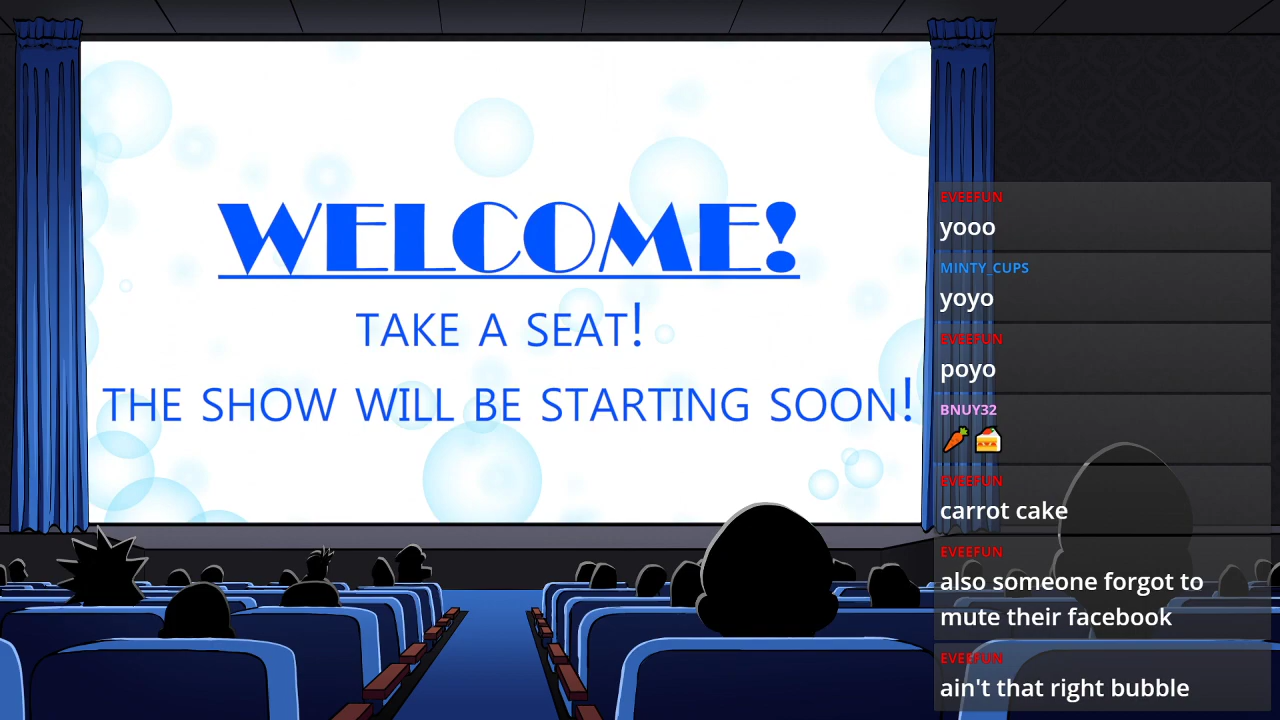 WELCOME!
TAKE A SEAT!
THE SHOW WILL BE STARTING SOON!
EVEEFUN
yooo
MINTY_CUPS
yoyo
EVEEFUN
poyo
BNUY32
🥕 🍰
EVEEFUN
carrot cake
EVEEFUN
also someone forgot to
mute their facebook
EVEEFUN
ain't that right bubble